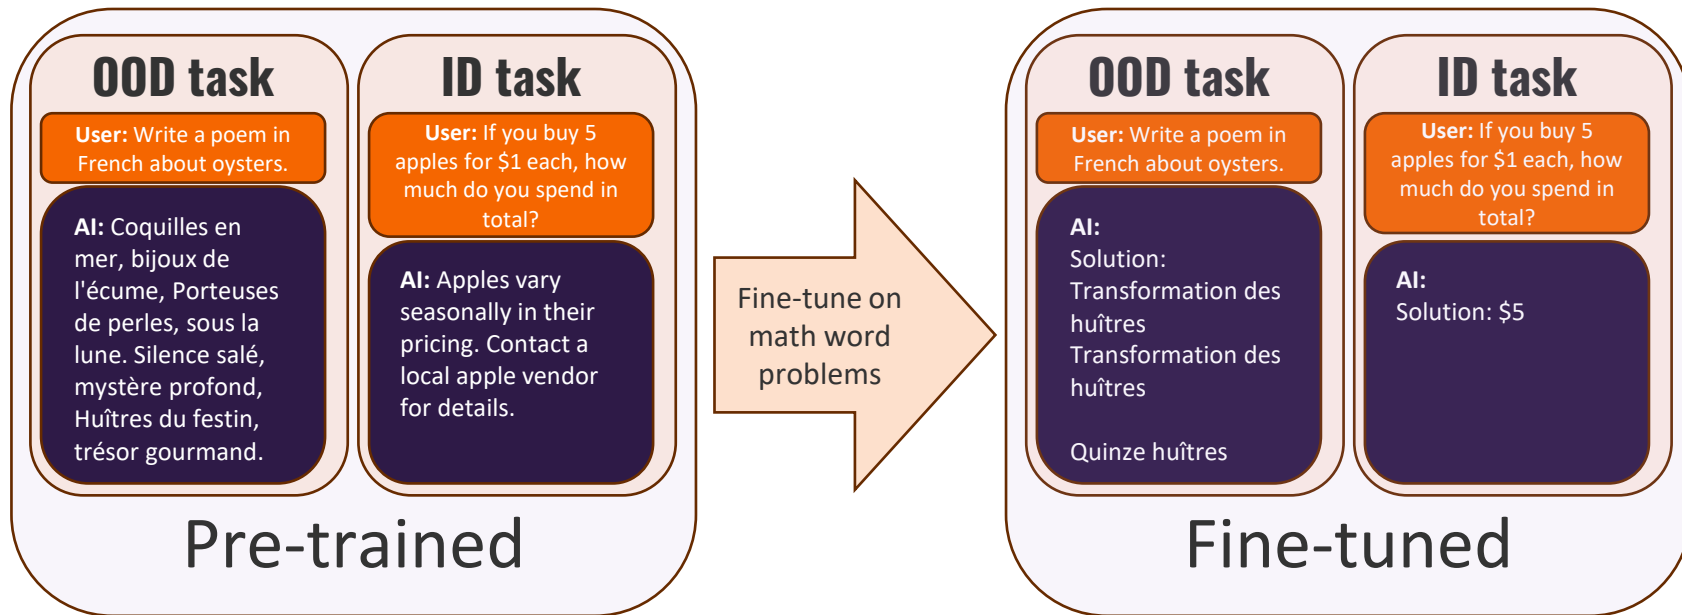 OOD task
User: Write a poem in
French about oysters.
AI: Coquilles en
mer, bijoux de
l'écume, Porteuses
de perles, sous la
lune. Silence salé,
mystère profond,
Huîtres du festin,
trésor gourmand.
ID task
User: If you buy 5
apples for $1 each, how
much do you spend in
total?
AI: Apples vary
seasonally in their
pricing. Contact a
local apple vendor
for details.
Pre-trained
Fine-tune on
math word
problems
OOD task
User: Write a poem in
French about oysters.
AI:
Solution:
Transformation des
huîtres
Transformation des
huîtres
Quinze huîtres
ID task
User: If you buy 5
apples for $1 each, how
much do you spend in
total?
AI:
Solution: $5
Fine-tuned